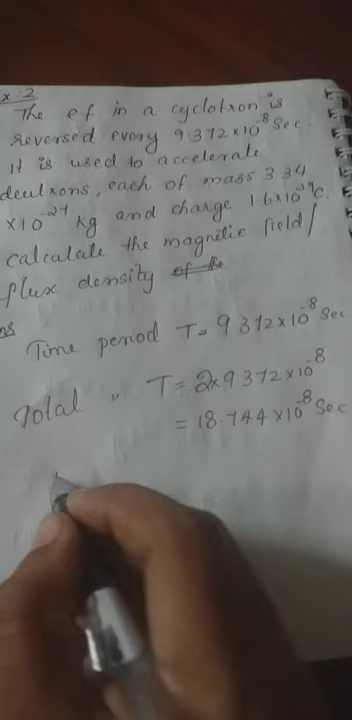 x. 2
The ef in a cyclotron is
reversed every 9.372×10⁻⁸ Sec.
it is used to accelerate
deutrons, each of mass 3.34
×10⁻²⁷ kg and charge 1.6×10⁻¹⁹C.
calculate the magnetic field/
flux density of the
ns
Time period T = 9.372×10⁻⁸ Sec
Total " T = 2×9.372×10⁻⁸
= 18.744×10⁻⁸ Sec